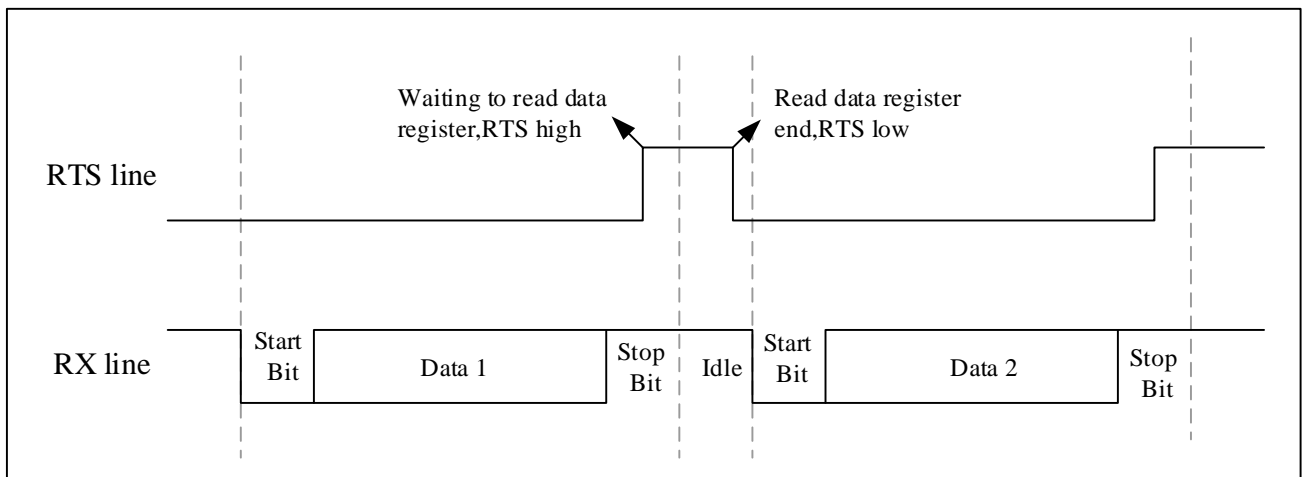 Waiting to read data
register,RTS high
Read data register
end,RTS low
RTS line
RX line
Start
Bit
Data 1
Stop
Bit
Idle
Start
Bit
Data 2
Stop
Bit